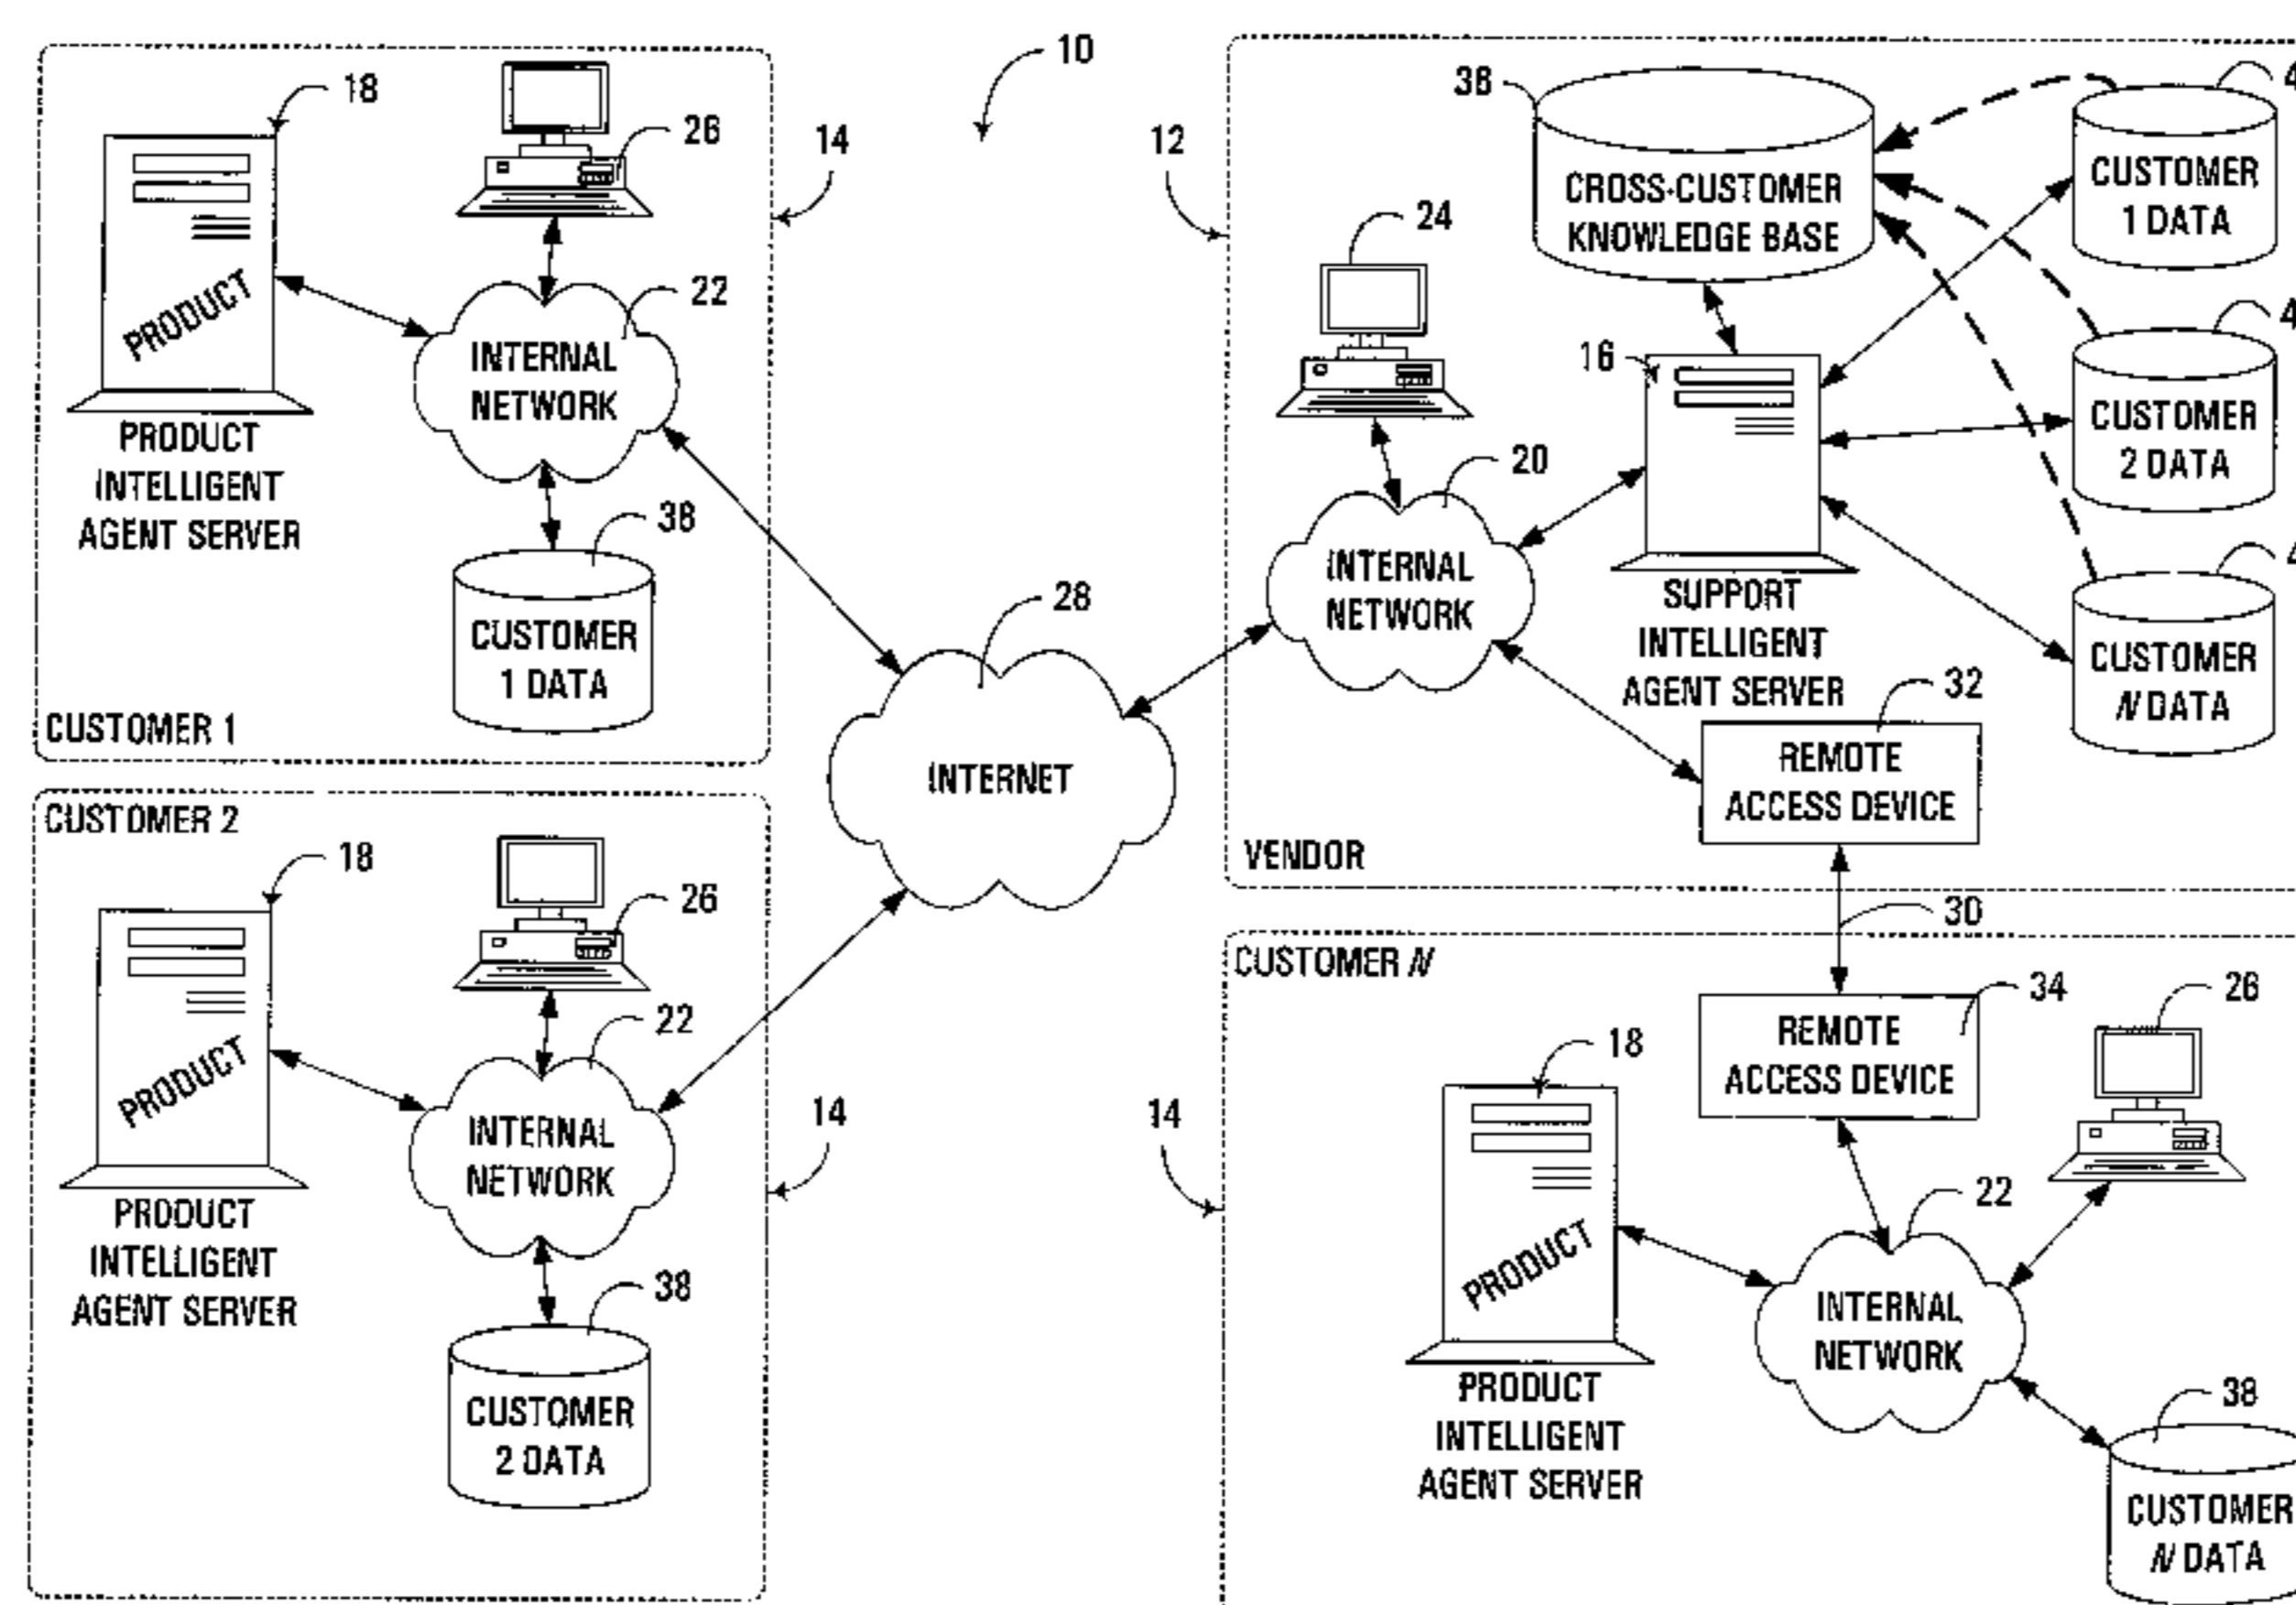 10
18
26
14
PRODUCT
22
INTERNAL
NETWORK
PRODUCT
INTELLIGENT
AGENT SERVER
38
CUSTOMER
1 DATA
CUSTOMER 1
CUSTOMER 2
18
26
PRODUCT
22
INTERNAL
NETWORK
14
PRODUCT
INTELLIGENT
AGENT SERVER
38
CUSTOMER
2 DATA
28
INTERNET
12
36
CROSS-CUSTOMER
KNOWLEDGE BASE
CUSTOMER
1 DATA
24
16
CUSTOMER
2 DATA
20
INTERNAL
NETWORK
SUPPORT
INTELLIGENT
AGENT SERVER
CUSTOMER
N DATA
32
REMOTE
ACCESS DEVICE
VENDOR
30
CUSTOMER N
34
REMOTE
ACCESS DEVICE
26
18
14
PRODUCT
22
INTERNAL
NETWORK
PRODUCT
INTELLIGENT
AGENT SERVER
38
CUSTOMER
N DATA